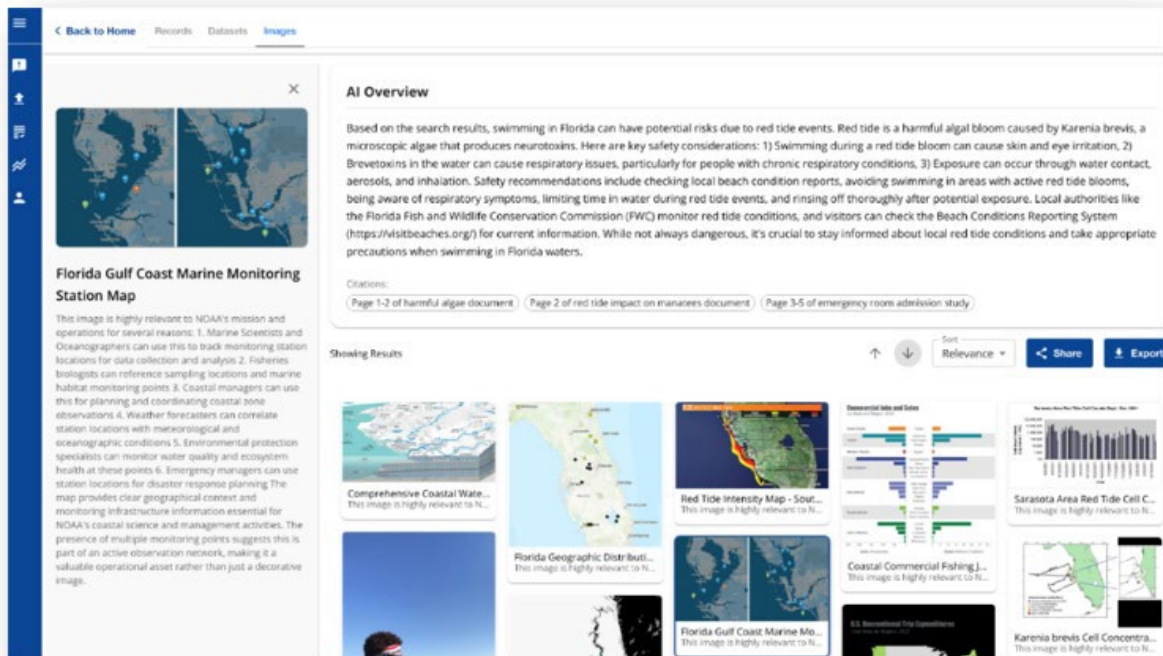 Back to Home
Records
Datasets
Images
Florida Gulf Coast Marine Monitoring
Station Map
This image is highly relevant to NOAA's mission and
operations for several reasons: 1. Marine Scientists and
Oceanographers can use this to track monitoring station
locations for data collection and analysis 2. Fisheries
biologists can reference sampling locations and marine
habitat monitoring points 3. Coastal managers can use
this for planning and coordinating coastal zone
observations 4. Weather forecasters can correlate
station locations with meteorological and
oceanographic conditions 5. Environmental protection
specialists can monitor water quality and ecosystem
health at these points 6. Emergency managers can use
station locations for disaster response planning The
map provides clear geographical context and
monitoring infrastructure information essential for
NOAA's coastal science and management activities. The
presence of multiple monitoring points suggests this is
part of an active observation network, making it a
valuable operational asset rather than just a decorative
image.
AI Overview
Based on the search results, swimming in Florida can have potential risks due to red tide events. Red tide is a harmful algal bloom caused by Karenia brevis, a
microscopic algae that produces neurotoxins. Here are key safety considerations: 1) Swimming during a red tide bloom can cause skin and eye irritation, 2)
Brevetoxins in the water can cause respiratory issues, particularly for people with chronic respiratory conditions, 3) Exposure can occur through water contact,
aerosols, and inhalation. Safety recommendations include checking local beach condition reports, avoiding swimming in areas with active red tide blooms,
being aware of respiratory symptoms, limiting time in water during red tide events, and rinsing off thoroughly after potential exposure. Local authorities like
the Florida Fish and Wildlife Conservation Commission (FWC) monitor red tide conditions, and visitors can check the Beach Conditions Reporting System
(https://visitbeaches.org/) for current information. While not always dangerous, it's crucial to stay informed about local red tide conditions and take appropriate
precautions when swimming in Florida waters.
Citations:
Page 1-2 of harmful algae document
Page 2 of red tide impact on manatees document
Page 3-5 of emergency room admission study
Showing Results
Sort
Relevance
Share
Export
Comprehensive Coastal Wate...
This image is highly relevant to N...
Florida Geographic Distributi...
This image is highly relevant to N...
Red Tide Intensity Map - Sout...
This image is highly relevant to N...
Florida Gulf Coast Marine Mo...
This image is highly relevant to N...
Commercial Jobs and Sales
Coastal Commercial Fishing J...
This image is highly relevant to N...
U.S. Recreational Trip Expenditures
Sarasota Area Red Tide Cell C...
This image is highly relevant to N...
Karenia brevis Cell Concentra...
This image is highly relevant to N...